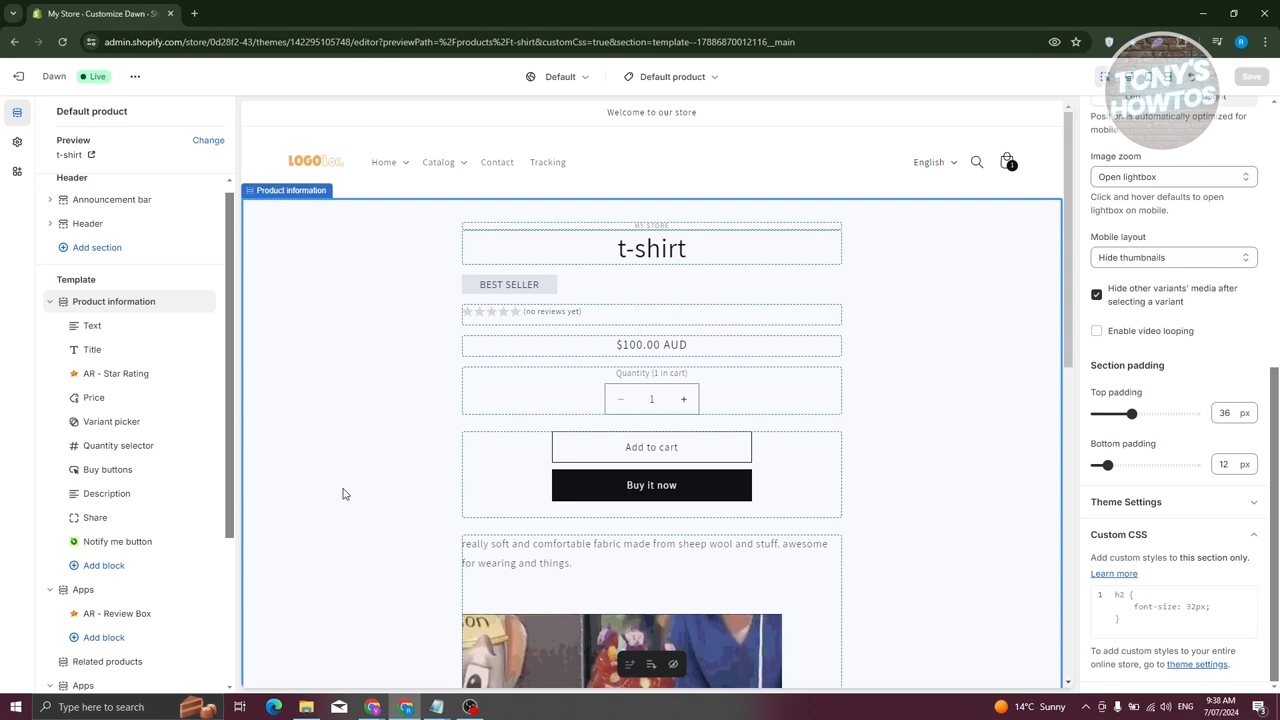 My Store - Customize Dawn - S
admin.shopify.com/store/0d28f2-43/themes/142295105748/editor?previewPath=%2Fproducts%2Ft-shirt&customCss=true&section=template--17886870012116__main
Dawn
Live
Default
Default product
Save
TONY'S
HOWTOS
Default product
Preview
t-shirt
Change
Header
Announcement bar
Header
Add section
Template
Product information
Text
Title
AR - Star Rating
Price
Variant picker
Quantity selector
Buy buttons
Description
Share
Notify me button
Add block
Apps
AR - Review Box
Add block
Related products
Apps
Welcome to our store
LOGO
Home
Catalog
Contact
Tracking
English
1
Product information
MY STORE
t-shirt
BEST SELLER
(no reviews yet)
$100.00 AUD
Quantity (1 in cart)
1
Add to cart
Buy it now
really soft and comfortable fabric made from sheep wool and stuff. awesome
for wearing and things.
Position is automatically optimized for
mobile.
Image zoom
Open lightbox
Click and hover defaults to open
lightbox on mobile.
Mobile layout
Hide thumbnails
Hide other variants' media after
selecting a variant
Enable video looping
Section padding
Top padding
36 px
Bottom padding
12 px
Theme Settings
Custom CSS
Add custom styles to this section only.
Learn more
1 h2 {
font-size: 32px;
}
To add custom styles to your entire
online store, go to theme settings.
Type here to search
14°C Sunny
ENG
9:38 AM
7/07/2024